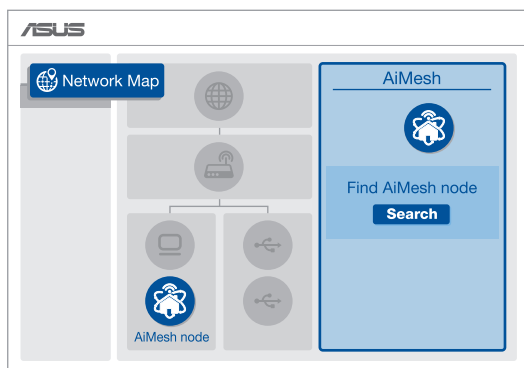 ASUS
Network Map
AiMesh
Find AiMesh node
Search
AiMesh node